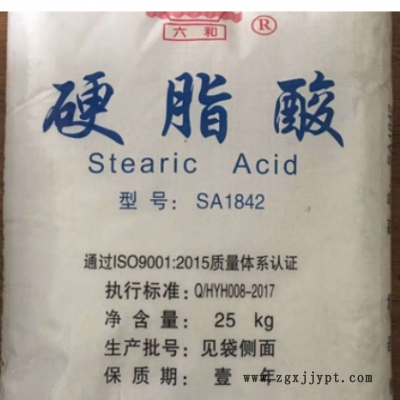 六和 ®
硬脂酸
Stearic Acid
型号: SA1842
通过ISO9001:2015质量体系认证
执行标准: Q/HYH008-2017
净含量: 25 kg
生产批号: 见袋侧面
保质期: 壹年
www.zgxjjypt.com